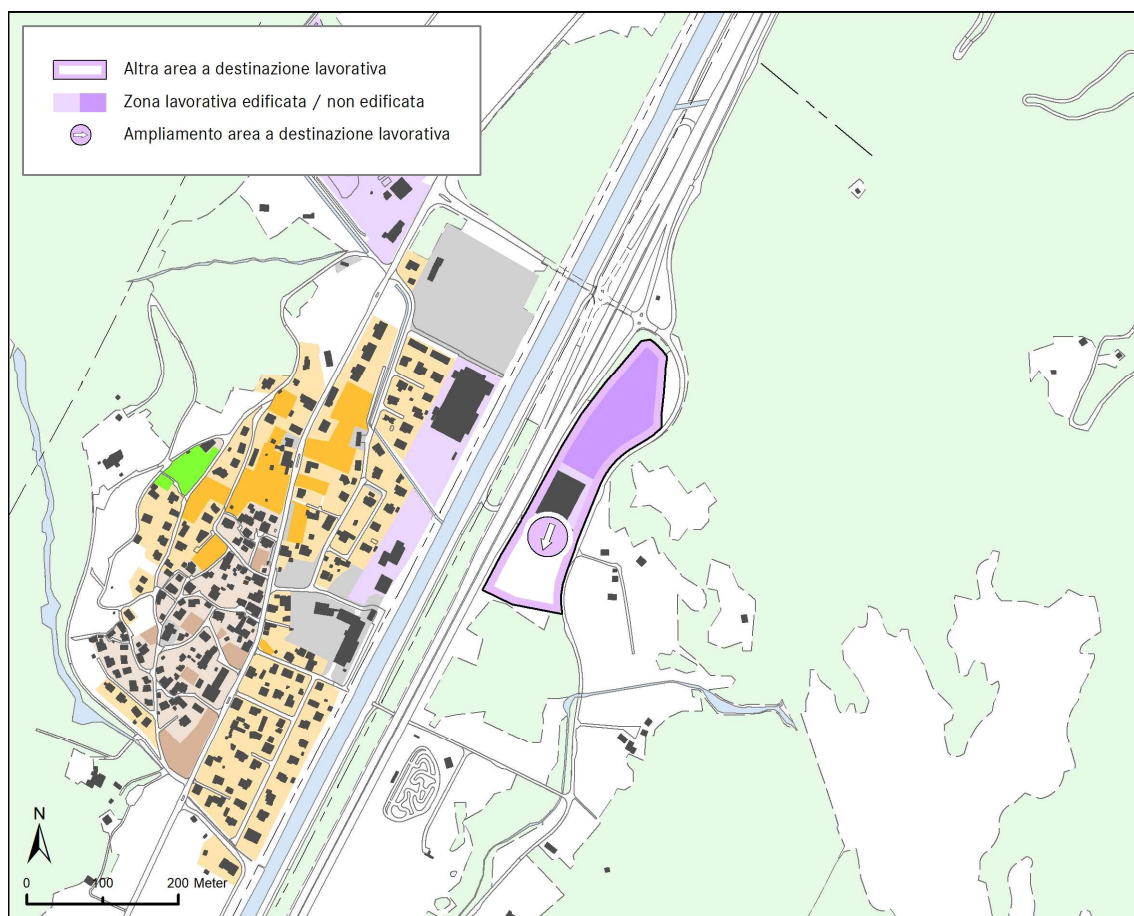 Altra area a destinazione lavorativa
Zona lavorativa edificata / non edificata
Ampliamento area a destinazione lavorativa
N
0 100 200 Meter